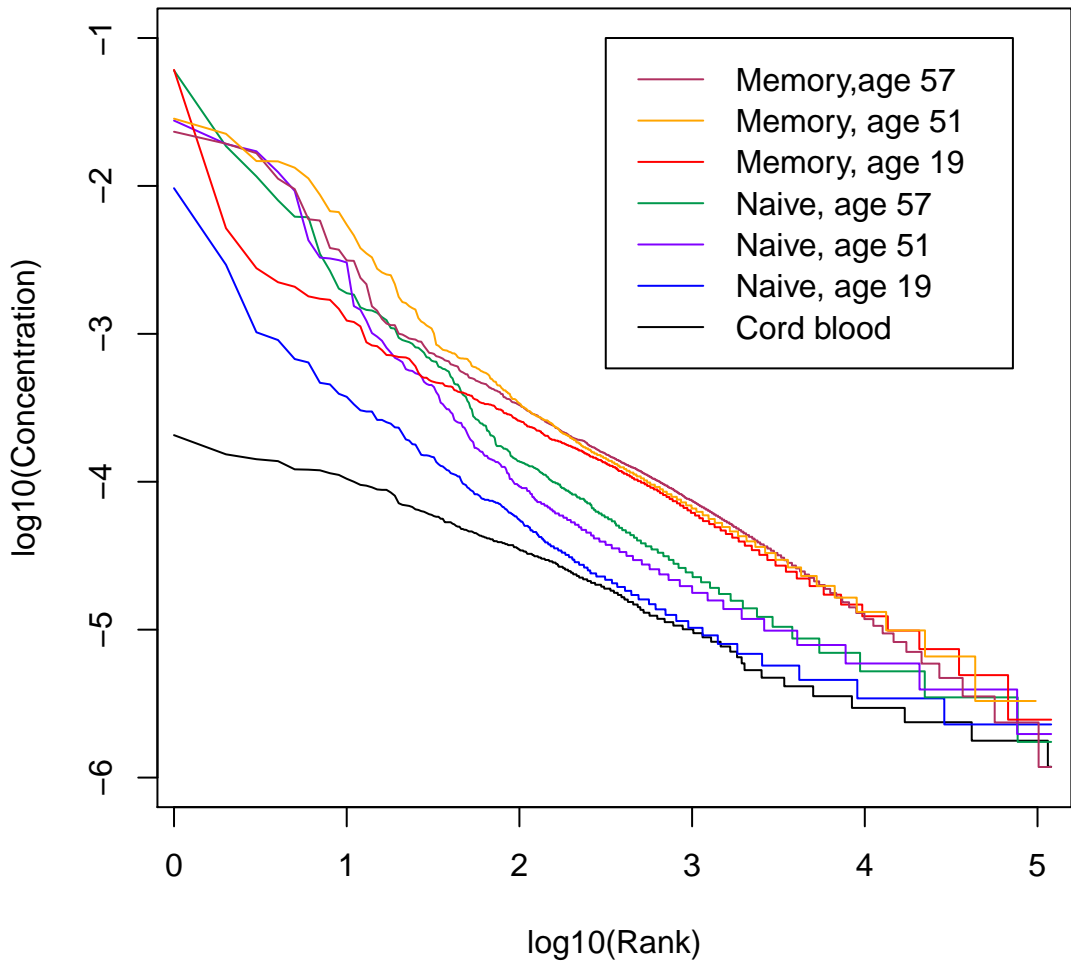 −1
−2
−3
−4
−5
−6
log10(Concentration)
Memory,age 57
Memory, age 51
Memory, age 19
Naive, age 57
Naive, age 51
Naive, age 19
Cord blood
0 1 2 3 4 5
log10(Rank)